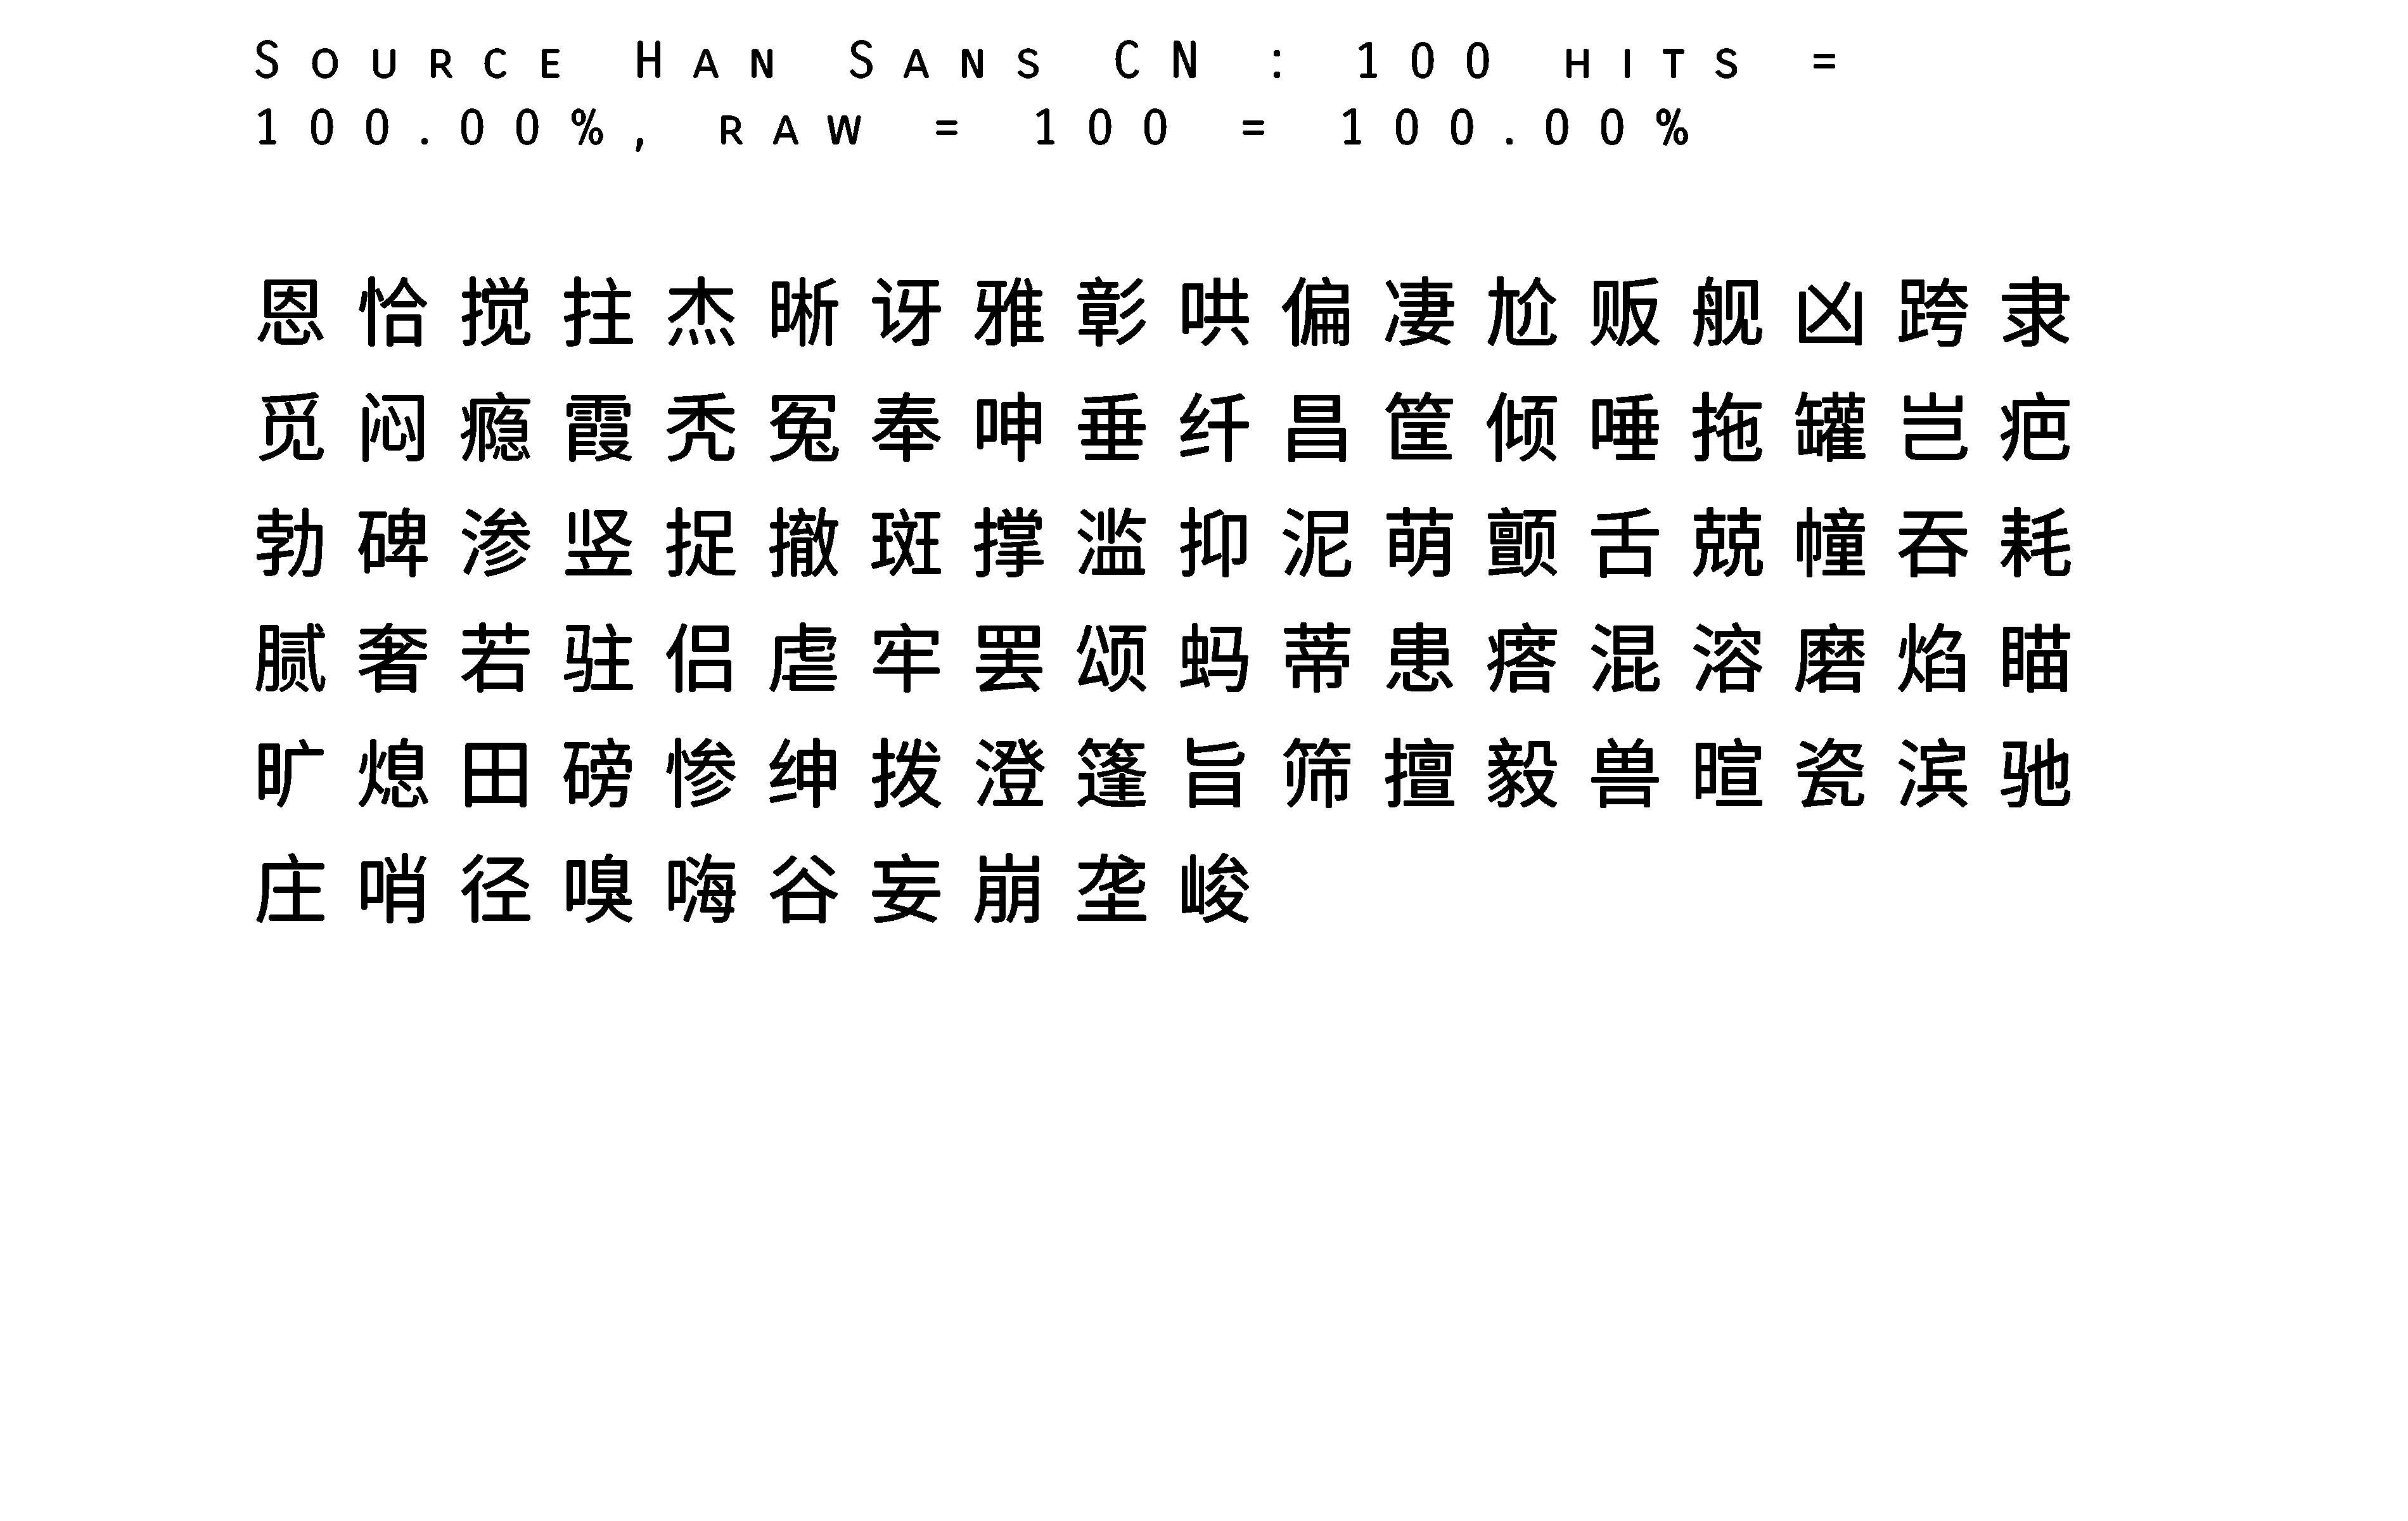 Source Han Sans CN : 100 hits =
100.00%, raw = 100 = 100.00%
恩恰搅拄杰晰讶雅彰哄偏凄尬贩舰凶跨隶
觅闷瘾霞秃冤奉呻垂纤昌筐倾唾拖罐岂疤
勃碑渗竖捉撤斑撑滥抑泥萌颤舌兢幢吞耗
腻奢若驻侣虐牢罢颂蚂蒂患瘩混溶磨焰瞄
旷熄田磅惨绅拨澄篷旨筛擅毅兽暄瓷滨驰
庄哨径嗅嗨谷妄崩垄峻